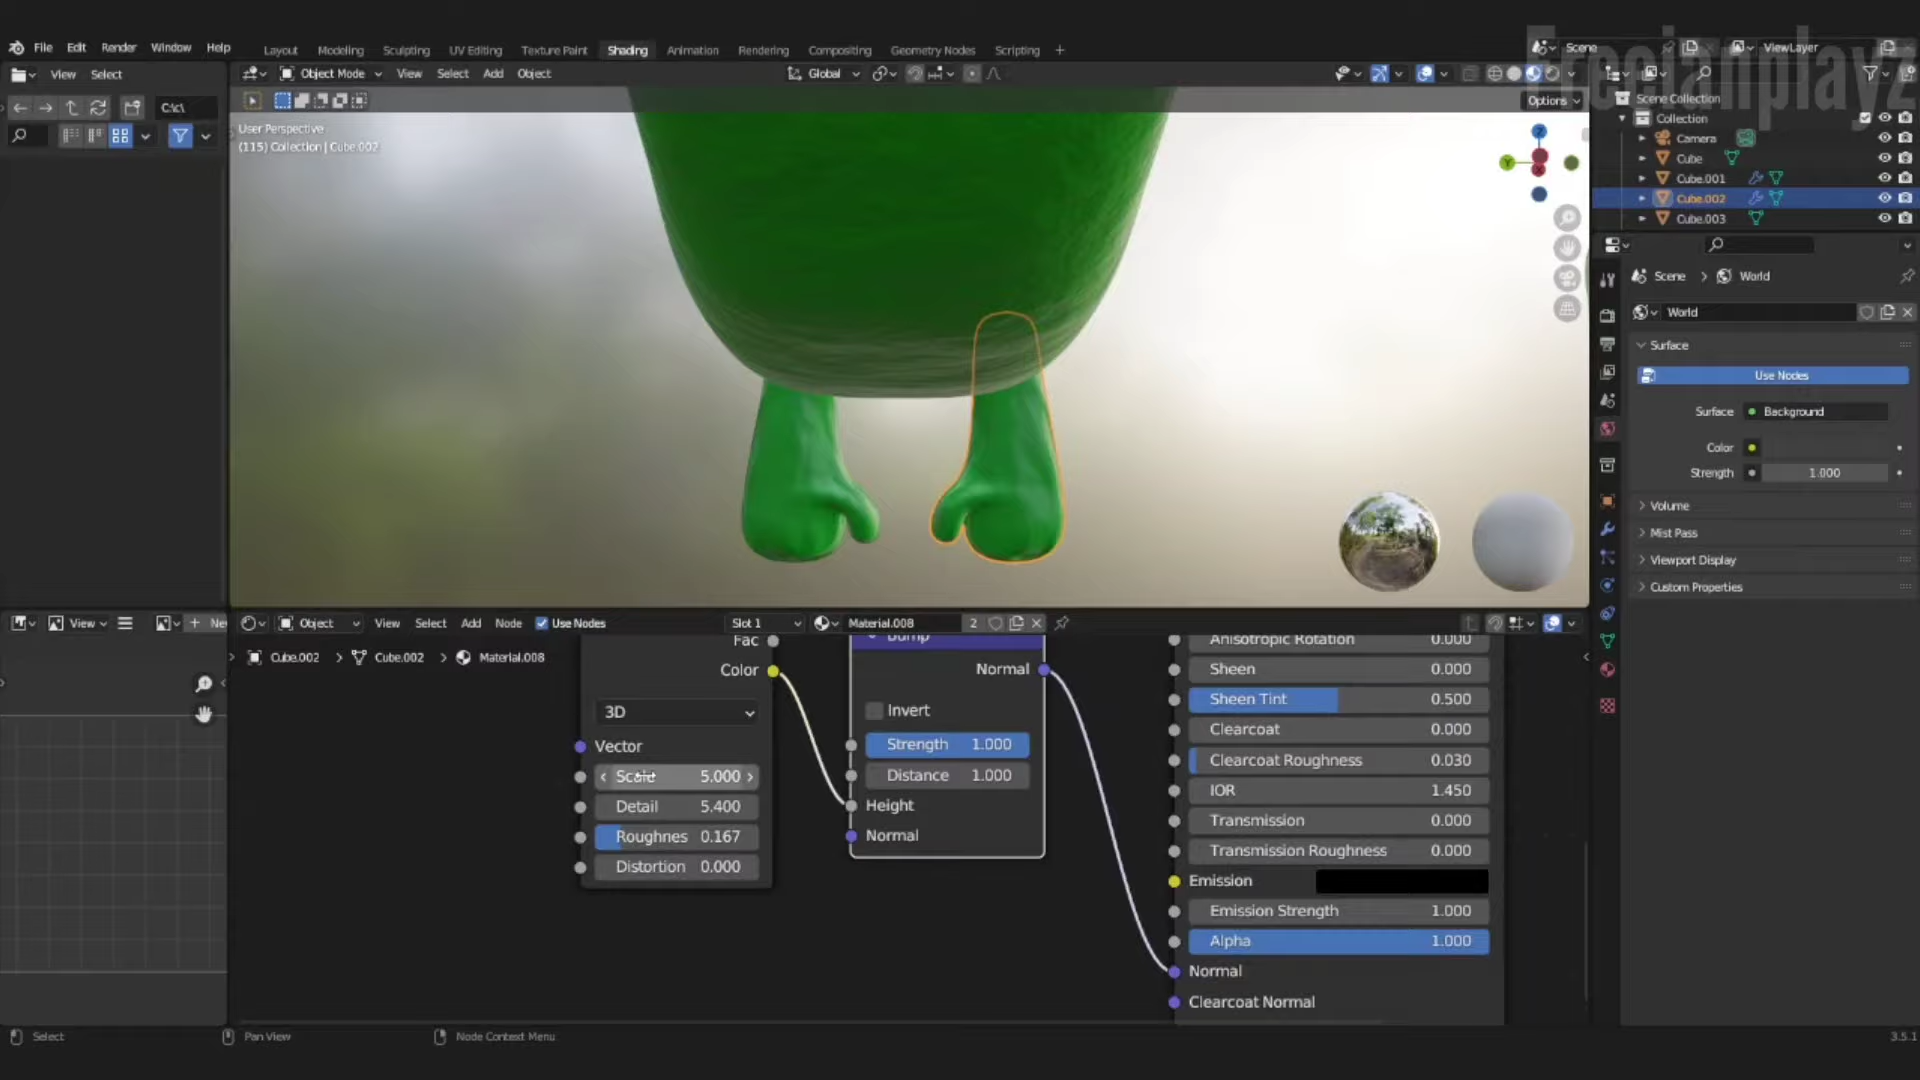 File Edit Render Window Help
Layout Modeling Sculpting UV Editing Texture Paint Shading Animation Rendering Compositing Geometry Nodes Scripting +
Scene ViewLayer
Freeianplayz
View Select
Object Mode View Select Add Object
Global
C:\c\
Options
User Perspective
(115) Collection | Cube.002
Z
Y
X
Scene Collection
Collection
Camera
Cube
Cube.001
Cube.002
Cube.003
Scene > World
World
Surface
Use Nodes
Surface Background
Color
Strength 1.000
Volume
Mist Pass
Viewport Display
Custom Properties
View + Ne
Object View Select Add Node Use Nodes Slot 1 Material.008 2
Cube.002 > Cube.002 > Material.008
Fac
Color
3D
Vector
Scale 5.000
Detail 5.400
Roughnes 0.167
Distortion 0.000
Bump
Normal
Invert
Strength 1.000
Distance 1.000
Height
Normal
Anisotropic Rotation 0.000
Sheen 0.000
Sheen Tint 0.500
Clearcoat 0.000
Clearcoat Roughness 0.030
IOR 1.450
Transmission 0.000
Transmission Roughness 0.000
Emission
Emission Strength 1.000
Alpha 1.000
Normal
Clearcoat Normal
Select Pan View Node Context Menu 3.5.1